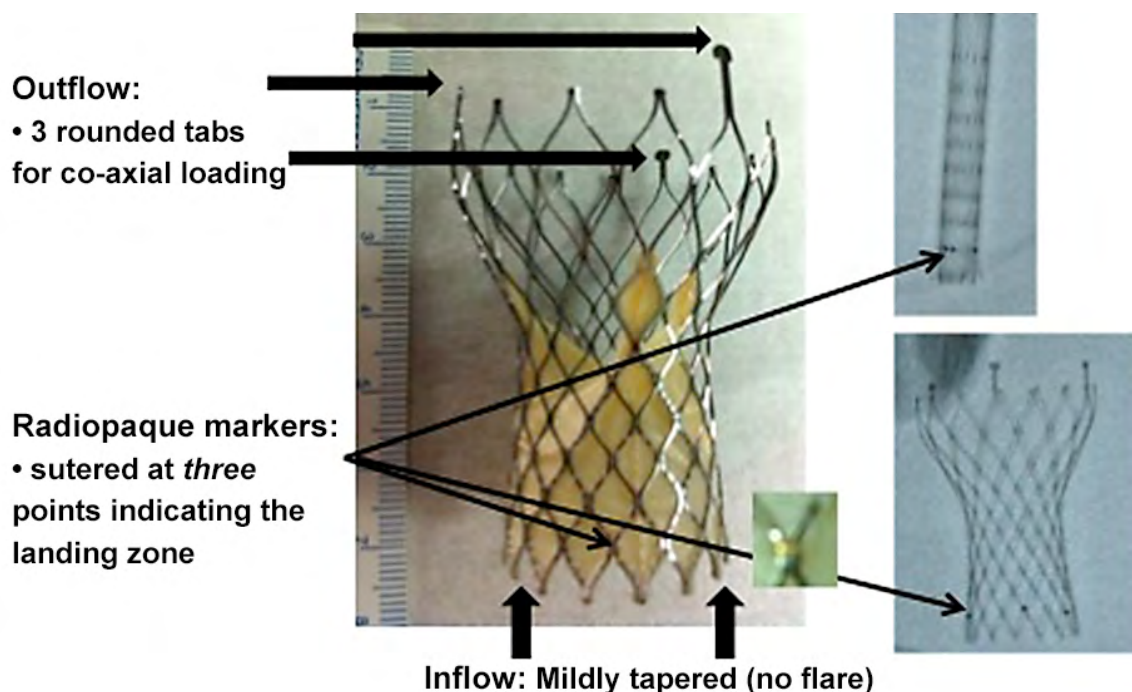 Outflow:
• 3 rounded tabs
for co-axial loading
Radiopaque markers:
• sutered at three
points indicating the
landing zone
Inflow: Mildly tapered (no flare)